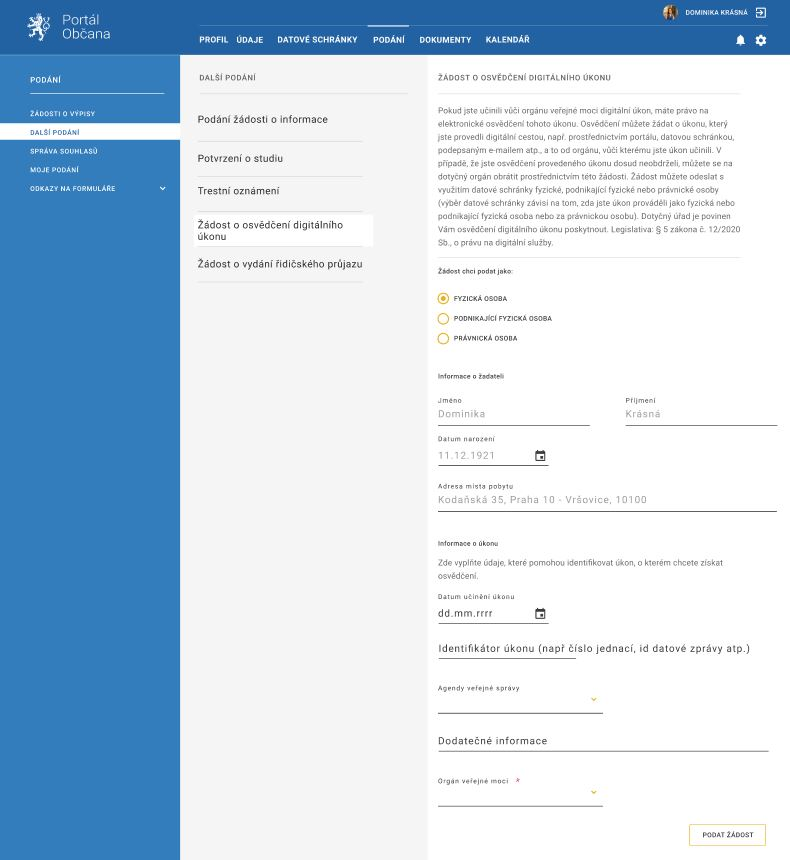 Portál
Občana
DOMINIKA KRÁSNÁ
PROFIL ÚDAJE DATOVÉ SCHRÁNKY PODÁNÍ DOKUMENTY KALENDÁŘ
PODÁNÍ
ŽÁDOSTI O VÝPISY
DALŠÍ PODÁNÍ
SPRÁVA SOUHLASŮ
MOJE PODÁNÍ
ODKAZY NA FORMULÁŘE
DALŠÍ PODÁNÍ
Podání žádosti o informace
Potvrzení o studiu
Trestní oznámení
Žádost o osvědčení digitálního
úkonu
Žádost o vydání řidičského průjazu
ŽÁDOST O OSVĚDČENÍ DIGITÁLNÍHO ÚKONU
Pokud jste učinili vůči orgánu veřejné moci digitální úkon, máte právo na
elektronické osvědčení tohoto úkonu. Osvědčení můžete žádat o úkonu, který
jste provedli digitální cestou, např. prostřednictvím portálu, datovou schránkou,
podepsaným e-mailem atp., a to od orgánu, vůči kterému jste úkon učinili. V
případě, že jste osvědčení provedeného úkonu dosud neobdrželi, můžete se na
dotyčný orgán obrátit prostřednictvím této žádosti. Žádost můžete odeslat s
využitím datové schránky fyzické, podnikající fyzické nebo právnické osoby
(výběr datové schránky závisí na tom, zda jste úkon prováděli jako fyzická nebo
podnikající fyzická osoba nebo za právnickou osobu). Dotyčný úřad je povinen
Vám osvědčení digitálního úkonu poskytnout. Legislativa: § 5 zákona č. 12/2020
Sb., o právu na digitální služby.
Žádost chci podat jako:
FYZICKÁ OSOBA
PODNIKAJÍCÍ FYZICKÁ OSOBA
PRÁVNICKÁ OSOBA
Informace o žadateli
Jméno Příjmení
Dominika Krásná
Datum narození
11.12.1921
Adresa místa pobytu
Kodaňská 35, Praha 10 - Vršovice, 10100
Informace o úkonu
Zde vyplňte údaje, které pomohou identifikovat úkon, o kterém chcete získat
osvědčení.
Datum učinění úkonu
dd.mm.rrrr
Identifikátor úkonu (např číslo jednací, id datové zprávy atp.)
Agendy veřejné správy
Dodatečné informace
Orgán veřejné moci *
PODAT ŽÁDOST